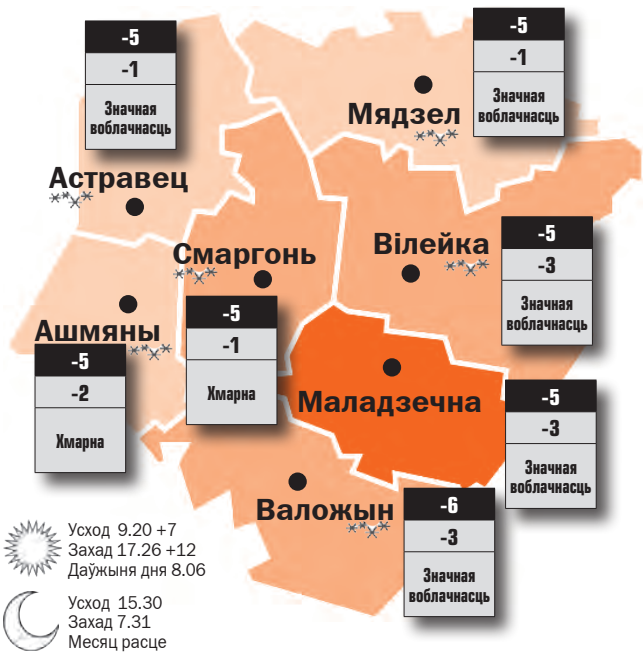 -5
-1
Значная
воблачнасць
-5
-1
Значная
воблачнасць
Мядзел
Астравец
Смаргонь
Вілейка
-5
-3
Значная
воблачнасць
Ашмяны
-5
-2
Хмарна
-5
-1
Хмарна
Маладзечна
-5
-3
Значная
воблачнасць
Валожын
-6
-3
Значная
воблачнасць
Усход 9.20 +7
Захад 17.26 +12
Даўжыня дня 8.06
Усход 15.30
Захад 7.31
Месяц расце